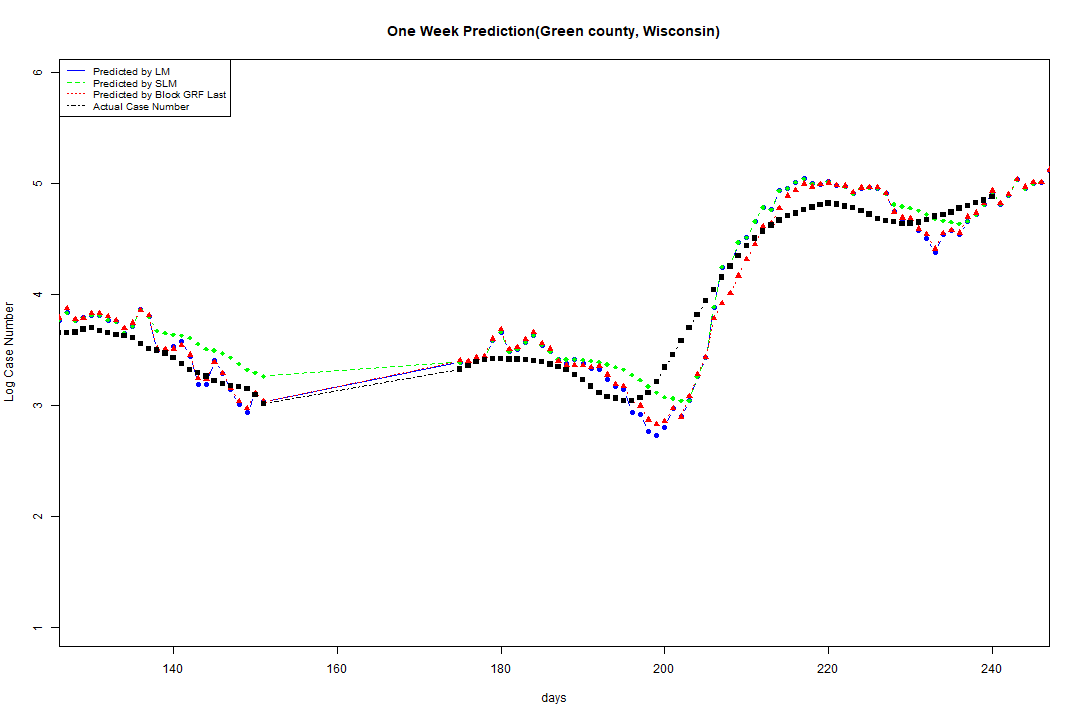 One Week Prediction(Green county, Wisconsin)
Predicted by LM
Predicted by SLM
Predicted by Block GRF Last
Actual Case Number
6
5
4
3
2
1
Log Case Number
140
160
180
200
220
240
days